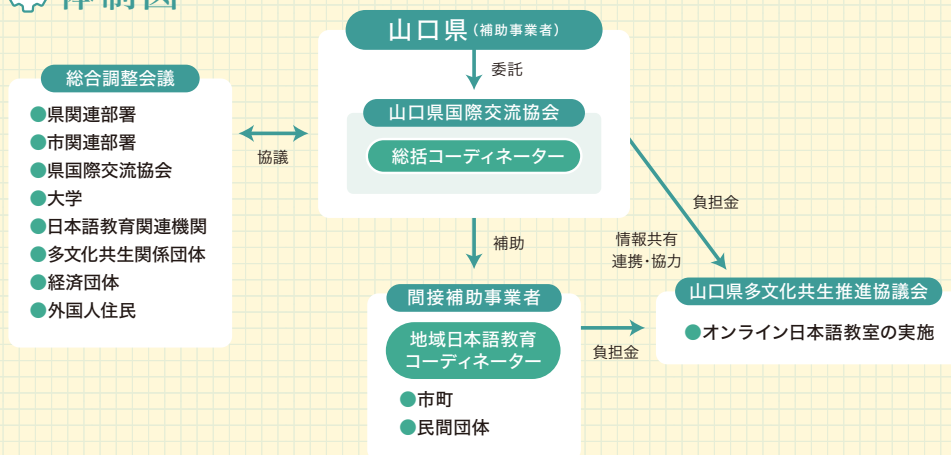 体制図
山口県(補助事業者)
委託
山口県国際交流協会
総括コーディネーター
総合調整会議
●県関連部署
●市関連部署
●県国際交流協会
●大学
●日本語教育関連機関
●多文化共生関係団体
●経済団体
●外国人住民
協議
補助
負担金
情報共有
連携・協力
間接補助事業者
地域日本語教育
コーディネーター
●市町
●民間団体
負担金
山口県多文化共生推進協議会
●オンライン日本語教室の実施